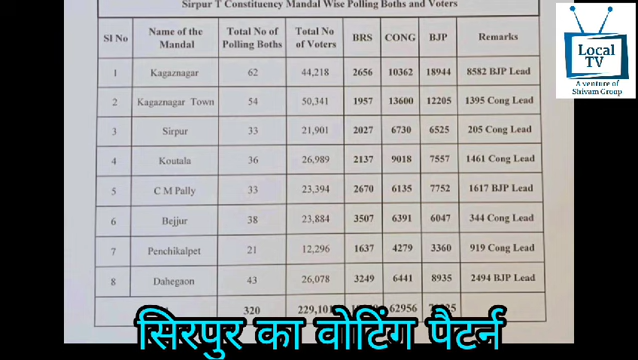 Sirpur T Constituency Mandal Wise Polling Boths and Voters
Sl No Name of the Mandal Total No of Polling Boths Total No of Voters BRS CONG BJP Remarks
1 Kagaznagar 62 44,218 2656 10362 18944 8582 BJP Lead
2 Kagaznagar Town 54 50,341 1957 13600 12205 1395 Cong Lead
3 Sirpur 33 21,901 2027 6730 6525 205 Cong Lead
4 Koutala 36 26,989 2137 9018 7557 1461 Cong Lead
5 C M Pally 33 23,394 2670 6135 7752 1617 BJP Lead
6 Bejjur 38 23,884 3507 6391 6047 344 Cong Lead
7 Penchikalpet 21 12,296 1637 4279 3360 919 Cong Lead
8 Dahegaon 43 26,078 3249 6441 8935 2494 BJP Lead
320 229,101 62956
सिरपुर का वोटिंग पैटर्न
Local
TV
A venture of
Shivam Group